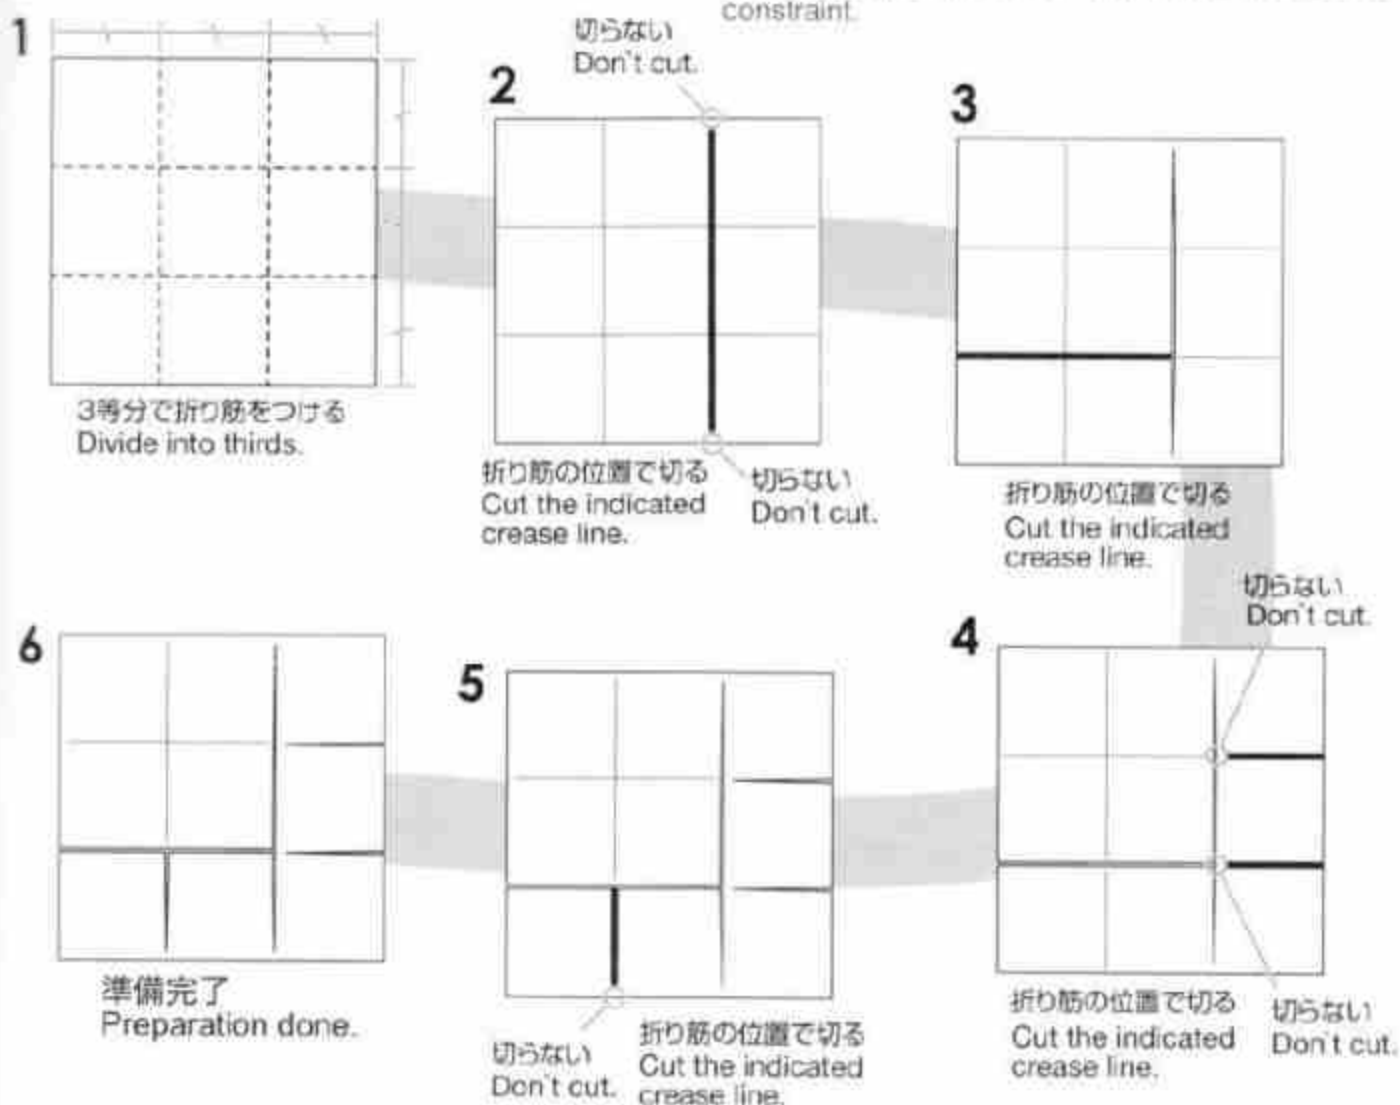 constraint.
1
3等分で折り筋をつける
Divide into thirds.
2
切らない
Don't cut.
折り筋の位置で切る
Cut the indicated
crease line.
切らない
Don't cut.
3
折り筋の位置で切る
Cut the indicated
crease line.
4
切らない
Don't cut.
折り筋の位置で切る
Cut the indicated
crease line.
切らない
Don't cut.
5
切らない
Don't cut.
折り筋の位置で切る
Cut the indicated
crease line.
6
準備完了
Preparation done.